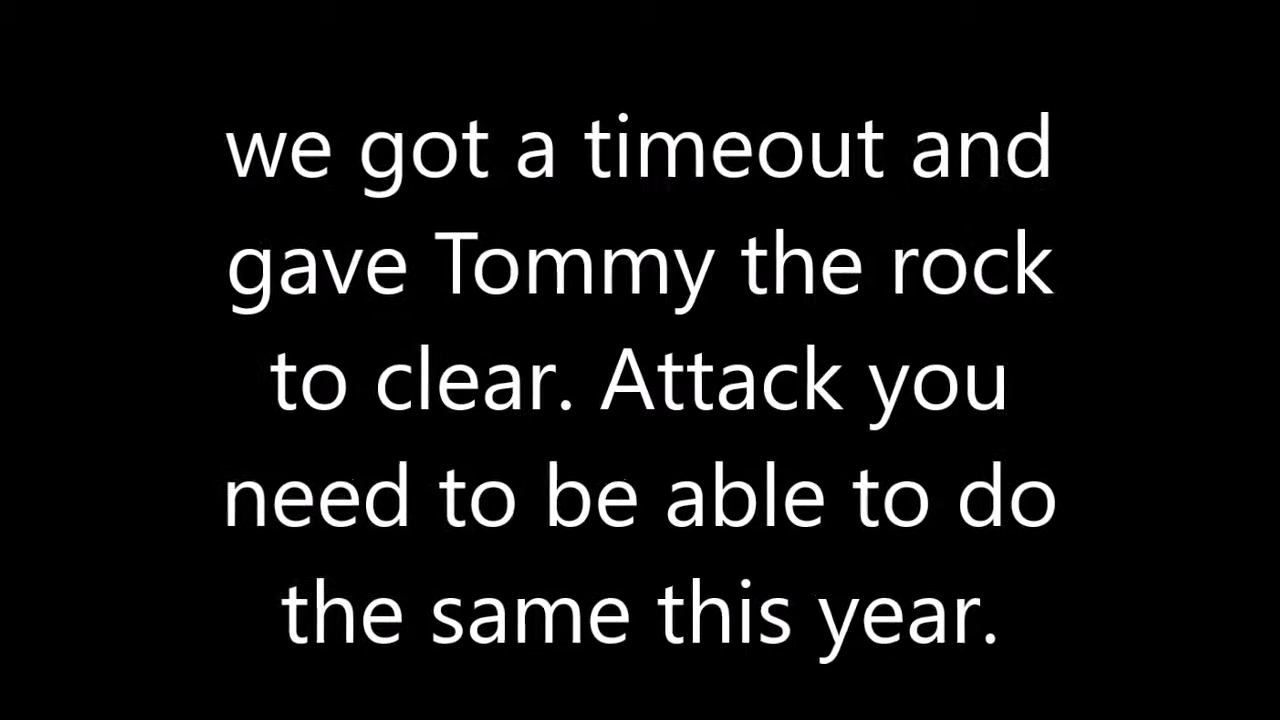 we got a timeout and
gave Tommy the rock
to clear. Attack you
need to be able to do
the same this year.